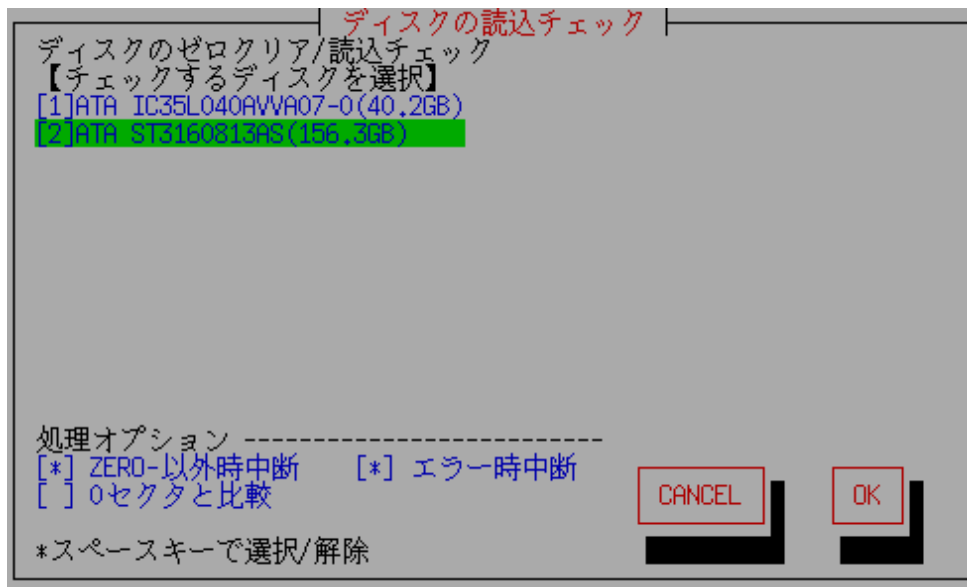 ディスクの読込チェック
ディスクのゼロクリア/読込チェック
【チェックするディスクを選択】
[1]ATA IC35L040AVVA07-0(40.2GB)
[2]ATA ST3160813AS(156.3GB)
処理オプション --------------------------
[*] ZERO-以外時中断 [*] エラー時中断
[ ] 0セクタと比較
CANCEL OK
*スペースキーで選択/解除